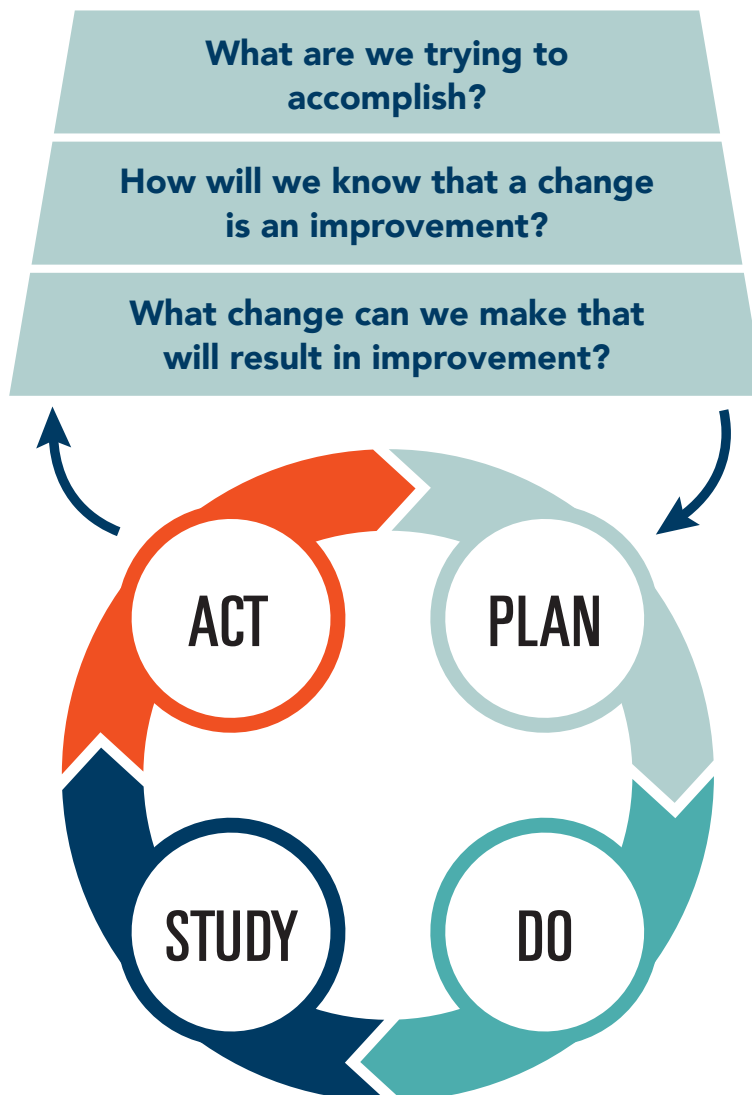 What are we trying to
accomplish?
How will we know that a change
is an improvement?
What change can we make that
will result in improvement?
ACT
PLAN
STUDY
DO